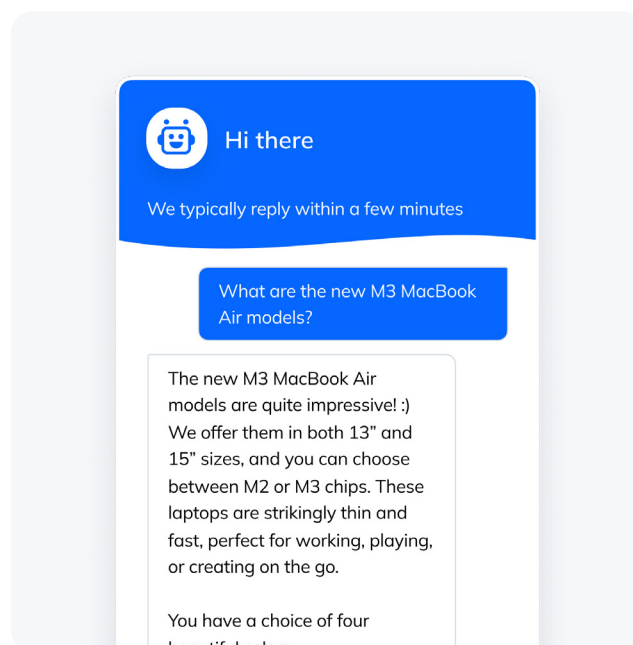 Hi there
We typically reply within a few minutes
What are the new M3 MacBook
Air models?
The new M3 MacBook Air
models are quite impressive! :)
We offer them in both 13” and
15” sizes, and you can choose
between M2 or M3 chips. These
laptops are strikingly thin and
fast, perfect for working, playing,
or creating on the go.
You have a choice of four